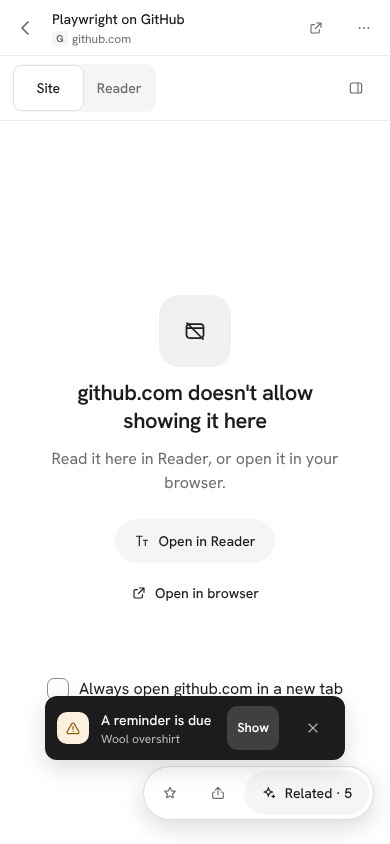 Playwright on GitHub
G github.com
Site Reader
github.com doesn't allow
showing it here
Read it here in Reader, or open it in your
browser.
Tт Open in Reader
Open in browser
Always open github.com in a new tab
A reminder is due
Wool overshirt
Show
Related · 5